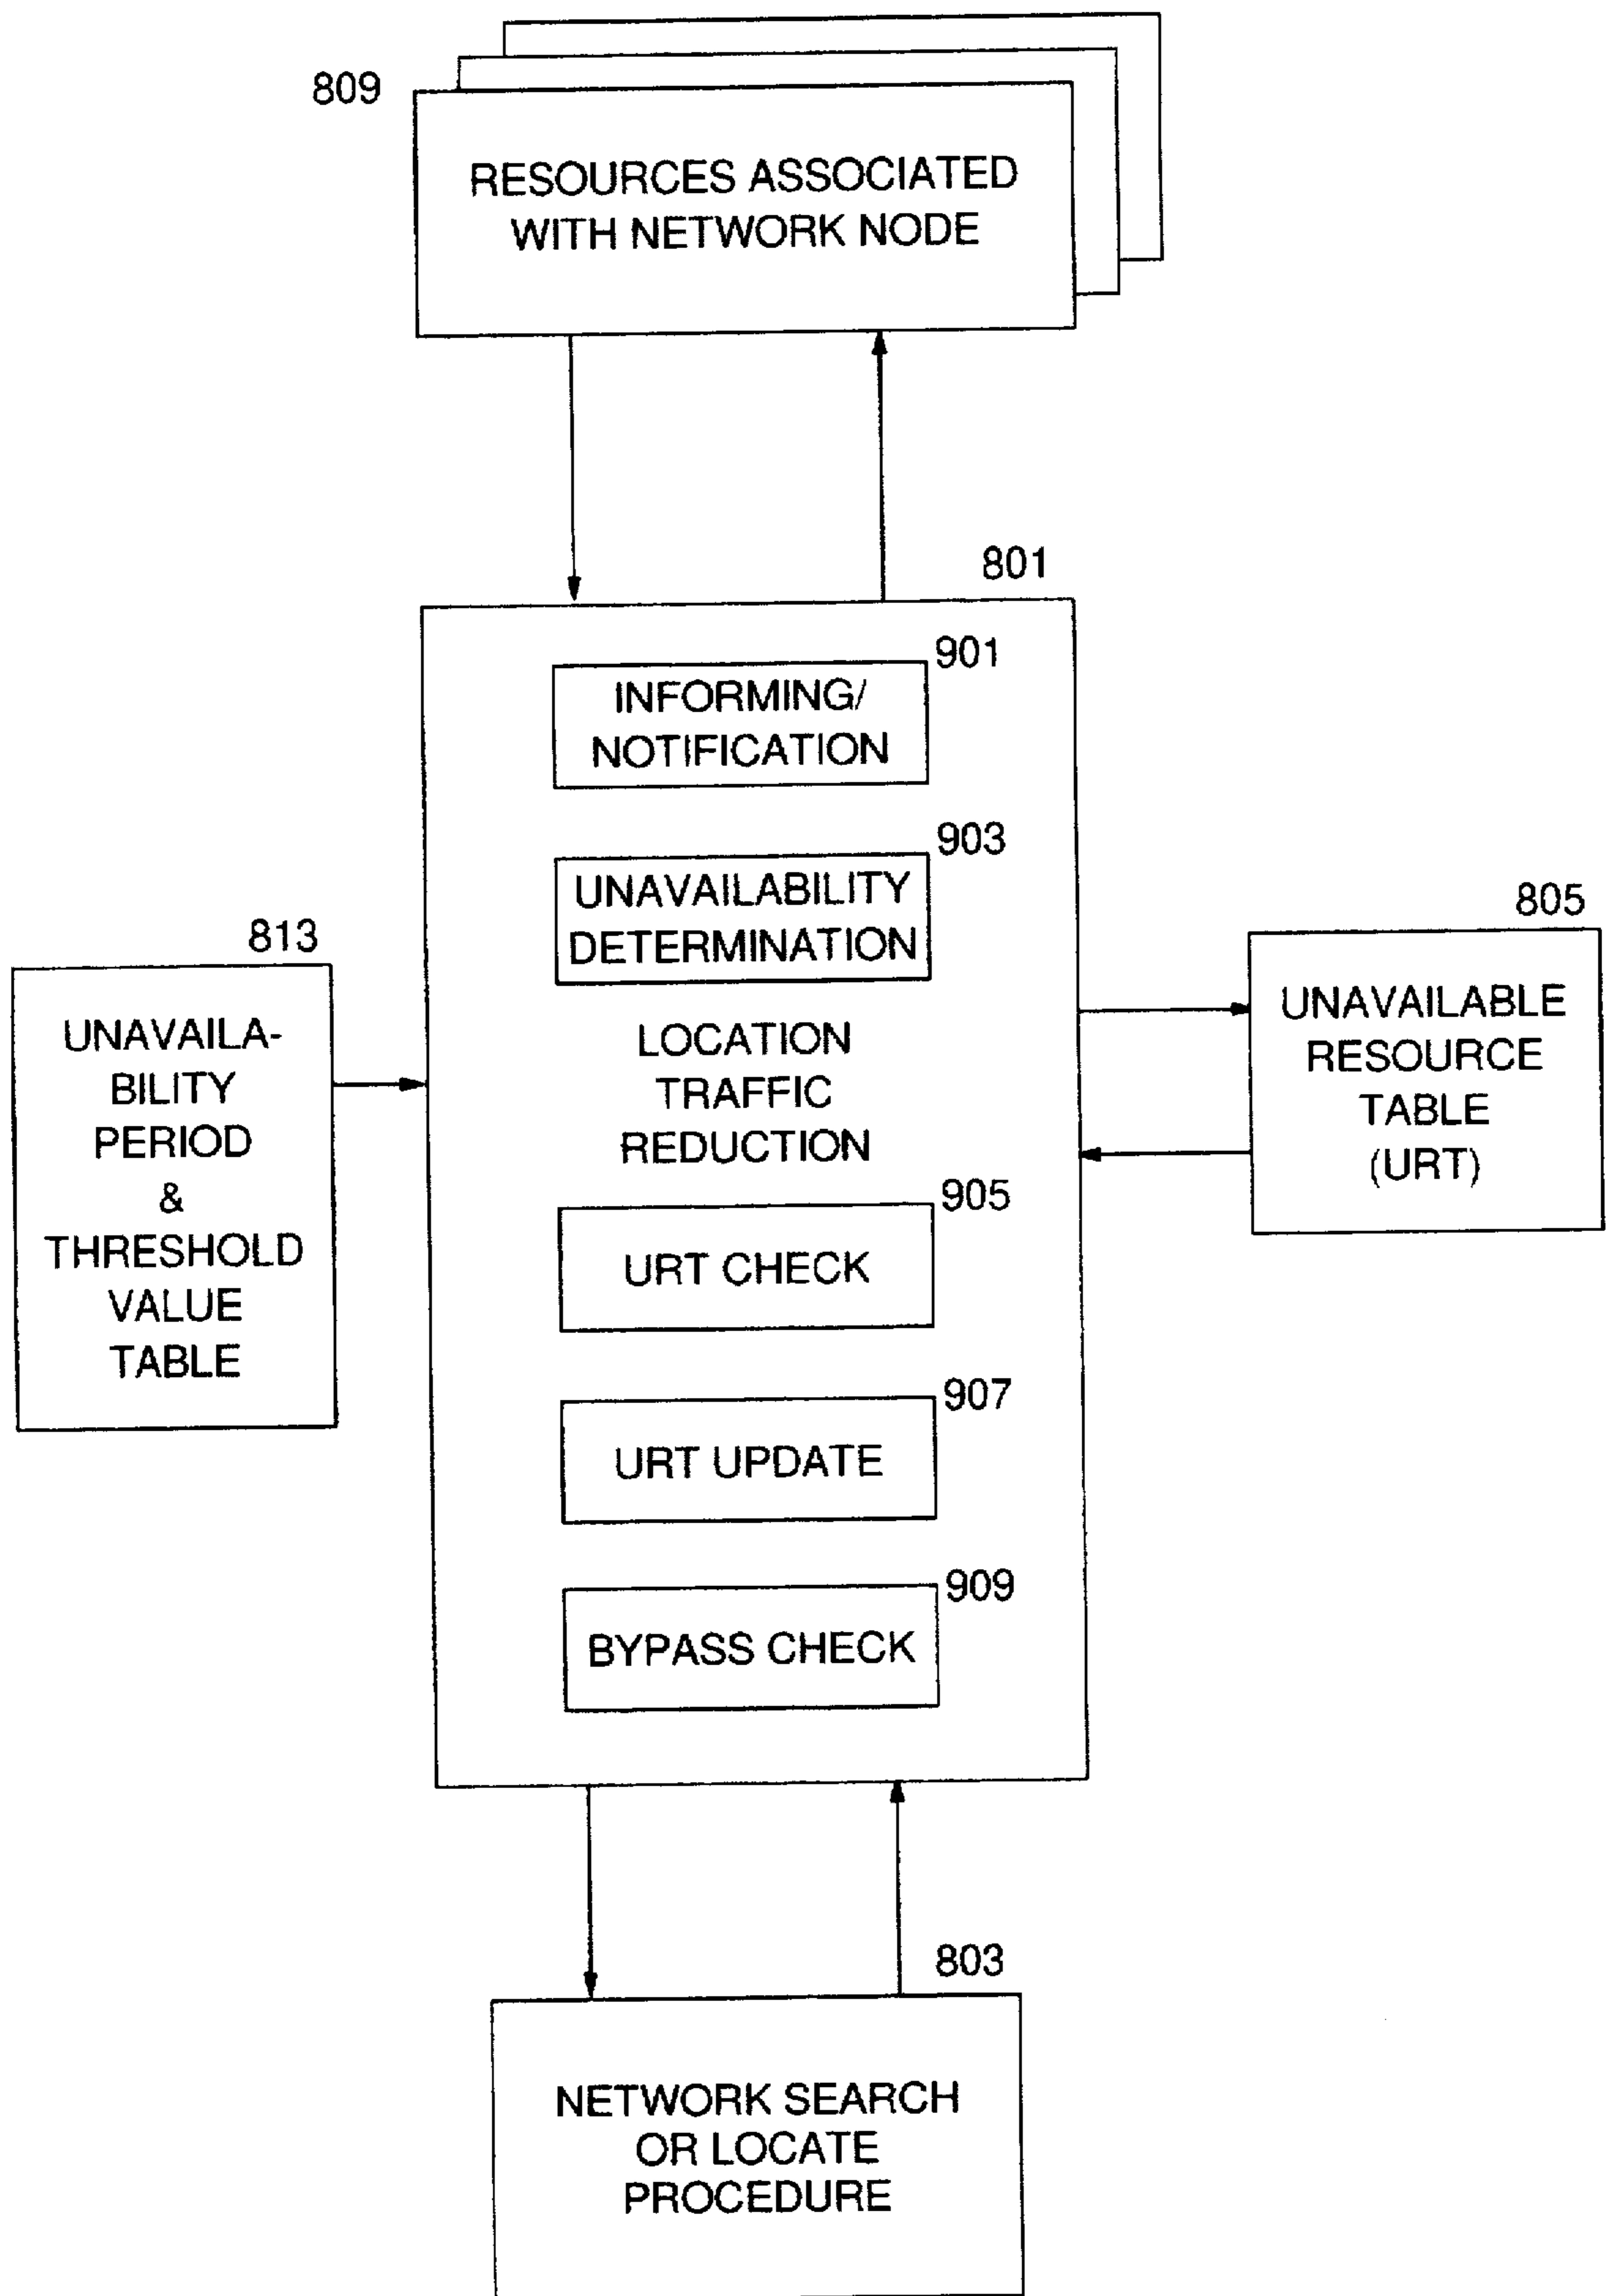 809
RESOURCES ASSOCIATED
WITH NETWORK NODE
801
901
INFORMING/
NOTIFICATION
903
UNAVAILABILITY
DETERMINATION
813
UNAVAILA-
BILITY
PERIOD
&
THRESHOLD
VALUE
TABLE
LOCATION
TRAFFIC
REDUCTION
805
UNAVAILABLE
RESOURCE
TABLE
(URT)
905
URT CHECK
907
URT UPDATE
909
BYPASS CHECK
803
NETWORK SEARCH
OR LOCATE
PROCEDURE